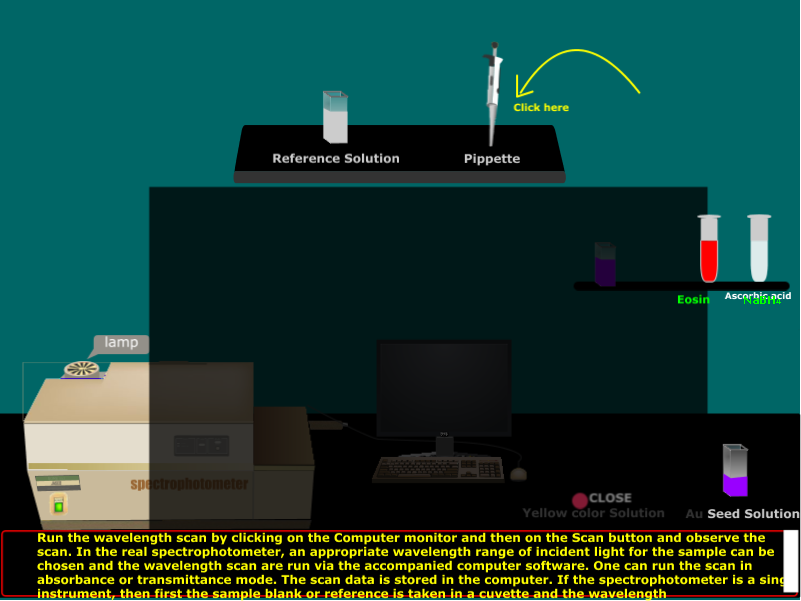 Click here
Reference Solution
Pippette
Eosin
Ascorbic acid
lamp
spectrophotometer
CLOSE
Yellow color Solution
Au Seed Solution
Run the wavelength scan by clicking on the Computer monitor and then on the Scan button and observe the
scan. In the real spectrophotometer, an appropriate wavelength range of incident light for the sample can be
chosen and the wavelength scan are run via the accompanied computer software. One can run the scan in
absorbance or transmittance mode. The scan data is stored in the computer. If the spectrophotometer is a sing
instrument, then first the sample blank or reference is taken in a cuvette and the wavelength